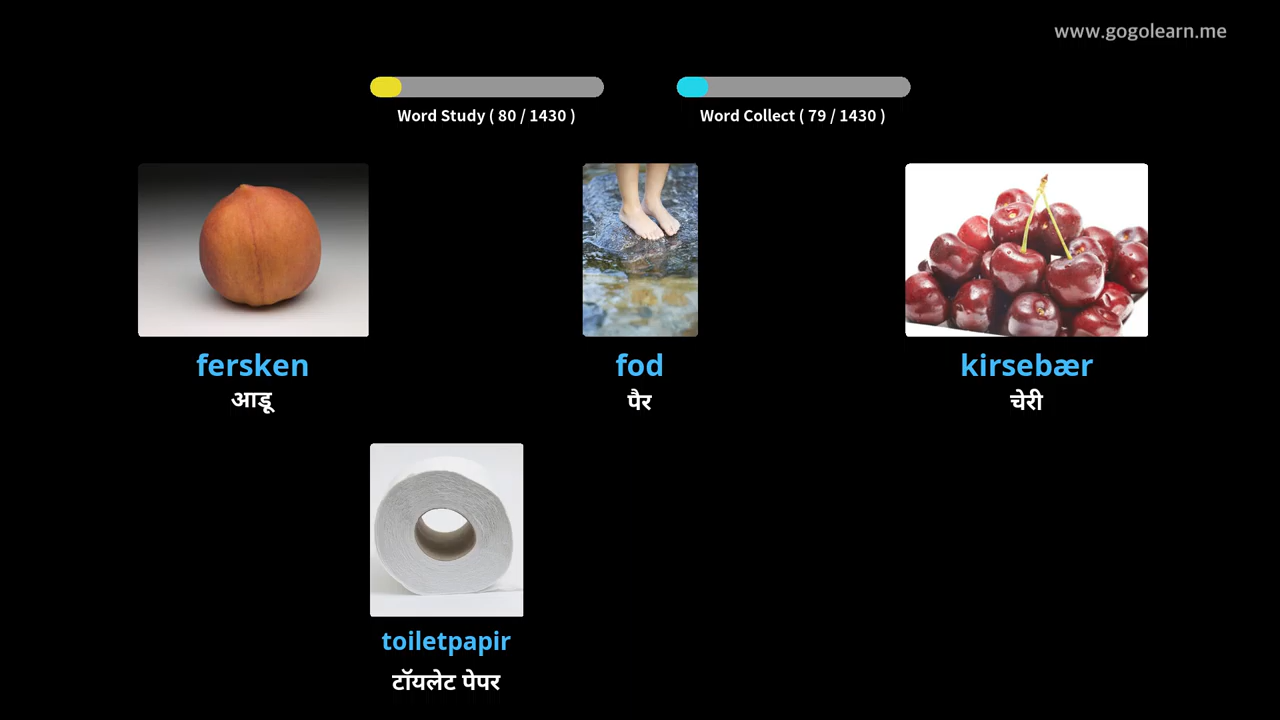 www.gogolearn.me
Word Study ( 80 / 1430 )
Word Collect ( 79 / 1430 )
fersken
आडू
fod
पैर
kirsebær
चेरी
toiletpapir
टॉयलेट पेपर